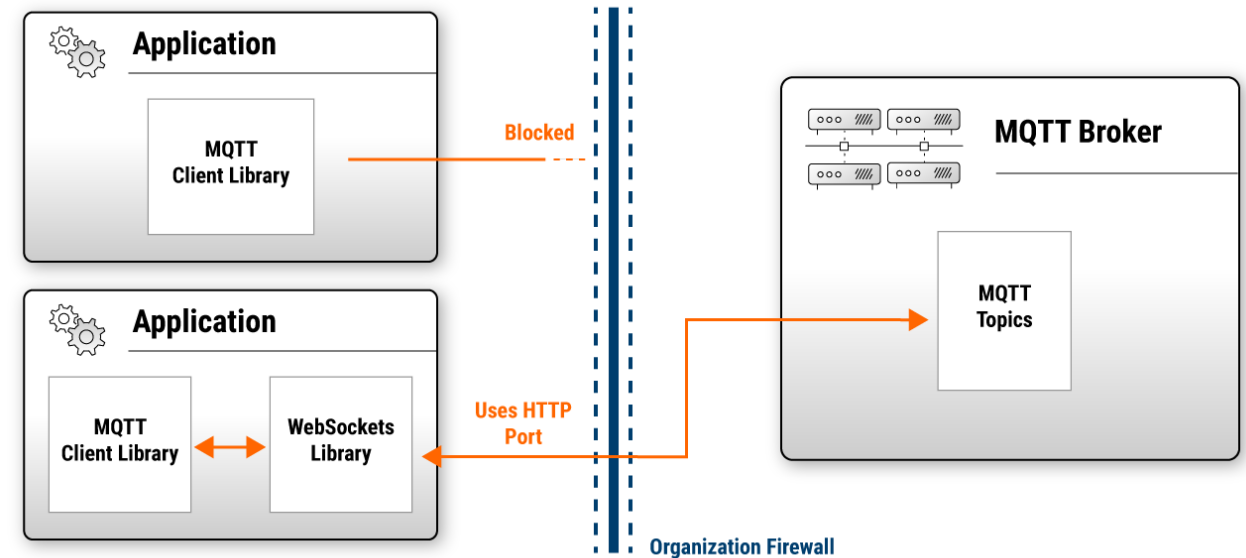 Application
MQTT
Client Library
Blocked
MQTT Broker
MQTT
Topics
Application
MQTT
Client Library
WebSockets
Library
Uses HTTP
Port
Organization Firewall